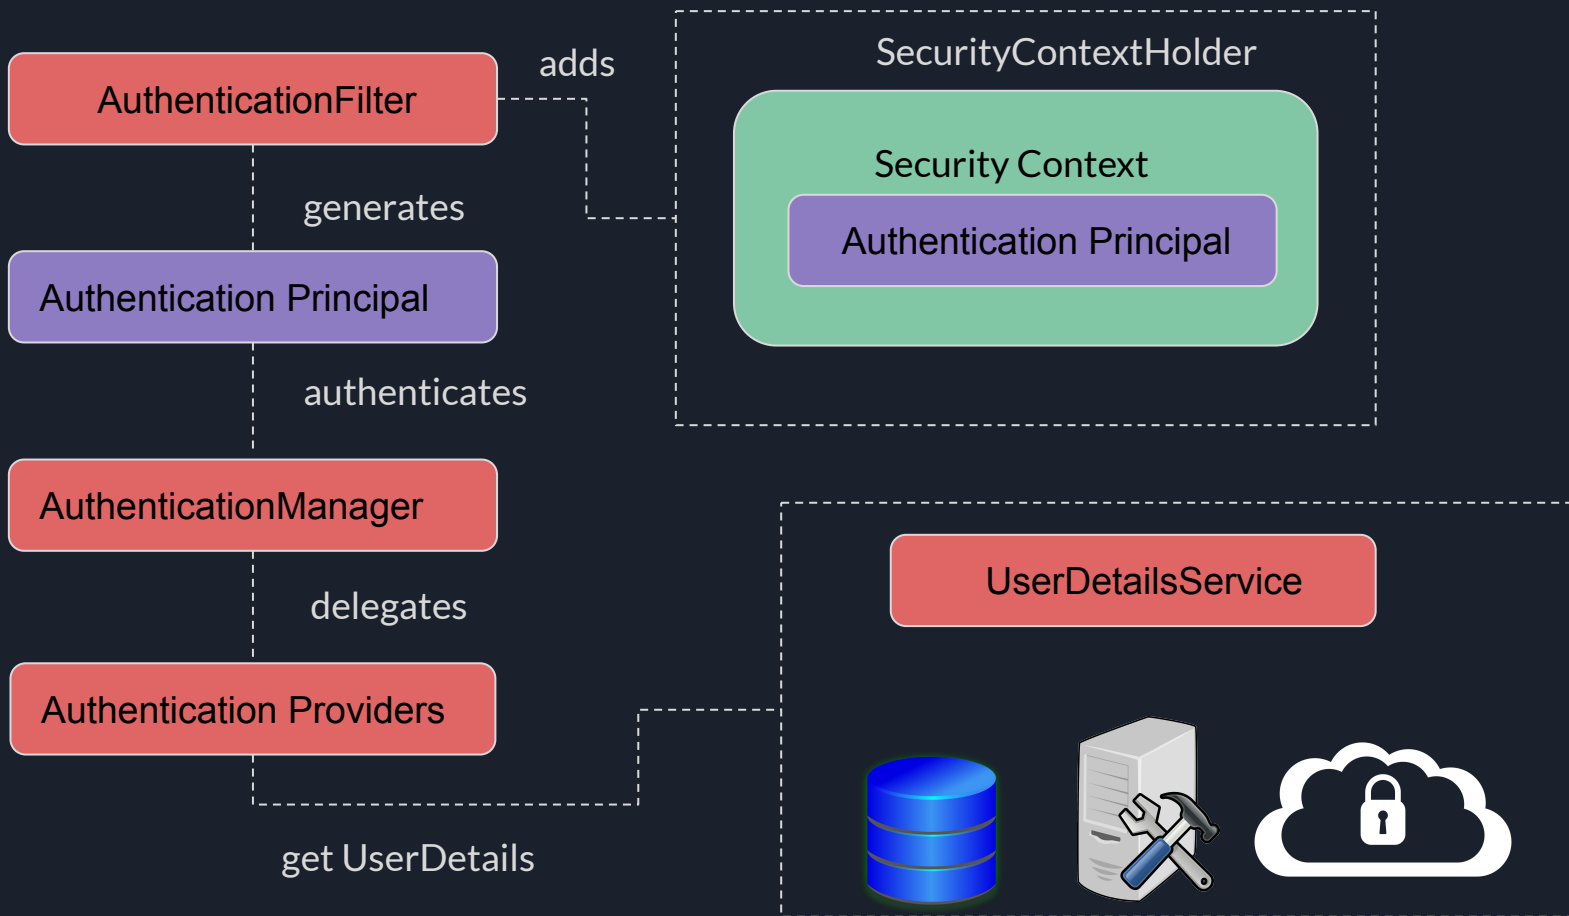 AuthenticationFilter
adds
generates
Authentication Principal
authenticates
AuthenticationManager
delegates
Authentication Providers
get UserDetails
SecurityContextHolder
Security Context
Authentication Principal
UserDetailsService